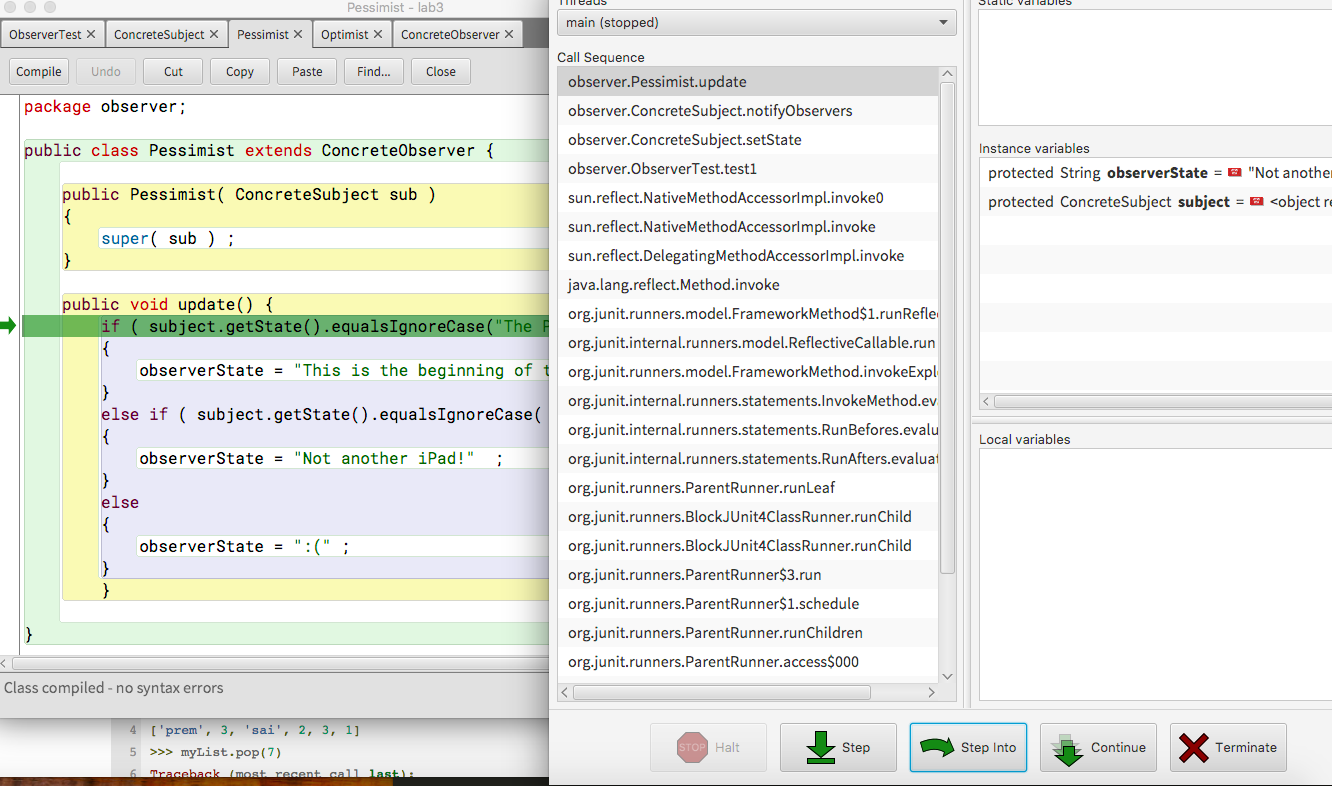 Pessimist - lab3
ObserverTest ✕ ConcreteSubject ✕ Pessimist ✕ Optimist ✕ ConcreteObserver ✕
Compile Undo Cut Copy Paste Find... Close
package observer;
public class Pessimist extends ConcreteObserver {
public Pessimist( ConcreteSubject sub )
{
super( sub ) ;
}
public void update() {
if ( subject.getState().equalsIgnoreCase("The
{
observerState = "This is the beginning of
}
else if ( subject.getState().equalsIgnoreCase(
{
observerState = "Not another iPad!"  ;
}
else
{
observerState = ":(" ;
}
}
}
Class compiled - no syntax errors
4 ['prem', 3, 'sai', 2, 3, 1]
5 >>> myList.pop(7)
6 Traceback (most recent call last):
Threads
main (stopped)
Call Sequence
observer.Pessimist.update
observer.ConcreteSubject.notifyObservers
observer.ConcreteSubject.setState
observer.ObserverTest.test1
sun.reflect.NativeMethodAccessorImpl.invoke0
sun.reflect.NativeMethodAccessorImpl.invoke
sun.reflect.DelegatingMethodAccessorImpl.invoke
java.lang.reflect.Method.invoke
org.junit.runners.model.FrameworkMethod$1.runRefle
org.junit.internal.runners.model.ReflectiveCallable.run
org.junit.runners.model.FrameworkMethod.invokeExpl
org.junit.internal.runners.statements.InvokeMethod.ev
org.junit.internal.runners.statements.RunBefores.evalu
org.junit.internal.runners.statements.RunAfters.evaluat
org.junit.runners.ParentRunner.runLeaf
org.junit.runners.BlockJUnit4ClassRunner.runChild
org.junit.runners.BlockJUnit4ClassRunner.runChild
org.junit.runners.ParentRunner$3.run
org.junit.runners.ParentRunner$1.schedule
org.junit.runners.ParentRunner.runChildren
org.junit.runners.ParentRunner.access$000
Static variables
Instance variables
protected String observerState = "Not another
protected ConcreteSubject subject = <object re
Local variables
STOP Halt Step Step Into Continue Terminate